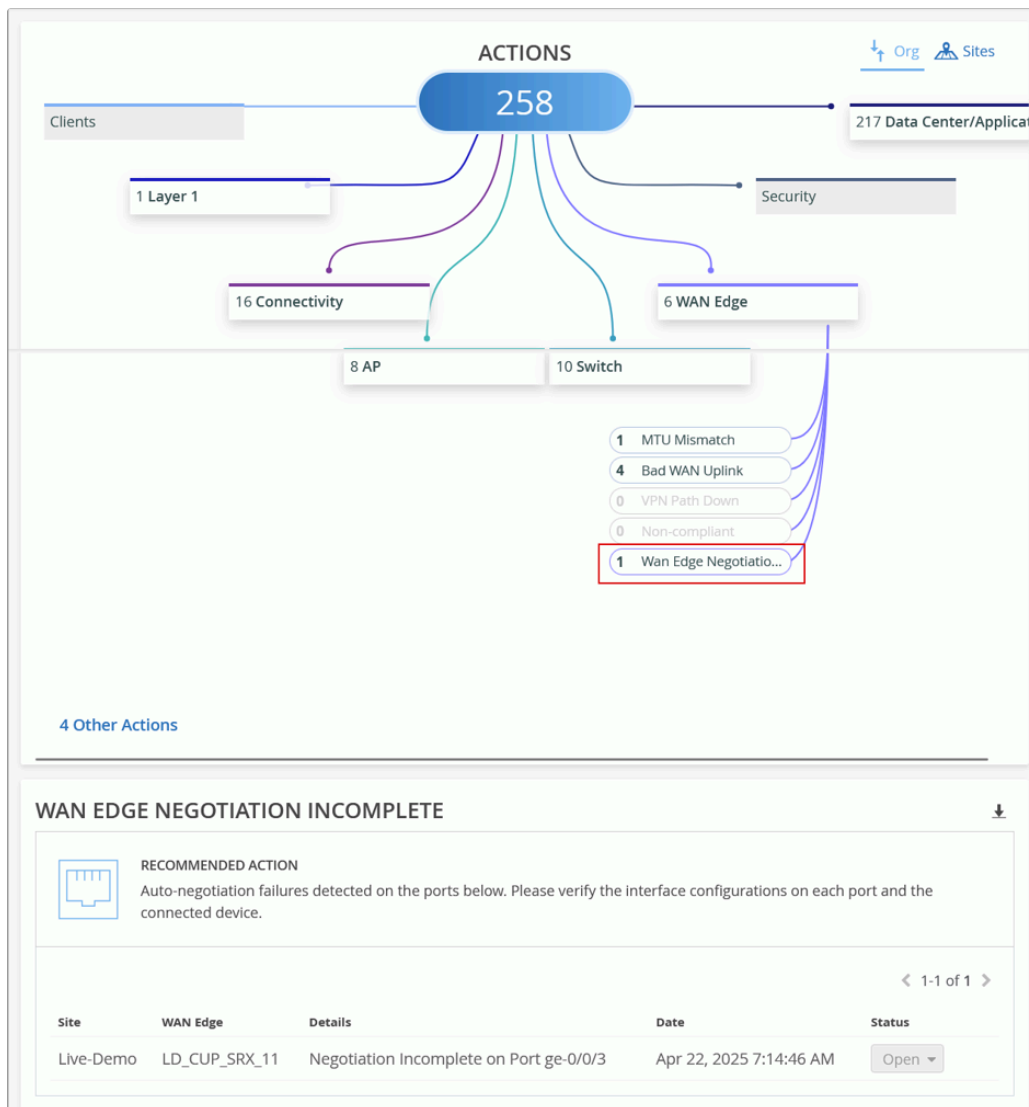 ACTIONS
Org
Sites
258
Clients
217 Data Center/Applicat
1 Layer 1
Security
16 Connectivity
6 WAN Edge
8 AP
10 Switch
1 MTU Mismatch
4 Bad WAN Uplink
0 VPN Path Down
0 Non-compliant
1 Wan Edge Negotiatio...
4 Other Actions
WAN EDGE NEGOTIATION INCOMPLETE
RECOMMENDED ACTION
Auto-negotiation failures detected on the ports below. Please verify the interface configurations on each port and the
connected device.
1-1 of 1
Site WAN Edge Details Date Status
Live-Demo LD_CUP_SRX_11 Negotiation Incomplete on Port ge-0/0/3 Apr 22, 2025 7:14:46 AM Open